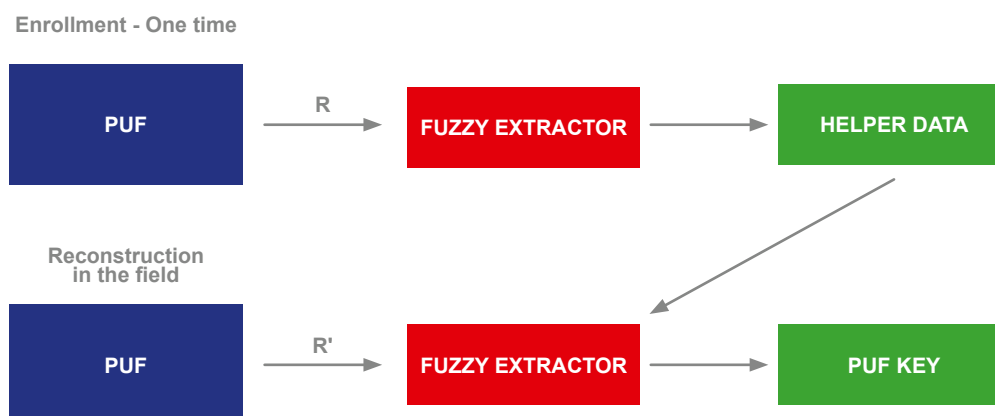 Enrollment - One time
PUF
R
FUZZY EXTRACTOR
HELPER DATA
Reconstruction
in the field
PUF
R'
FUZZY EXTRACTOR
PUF KEY